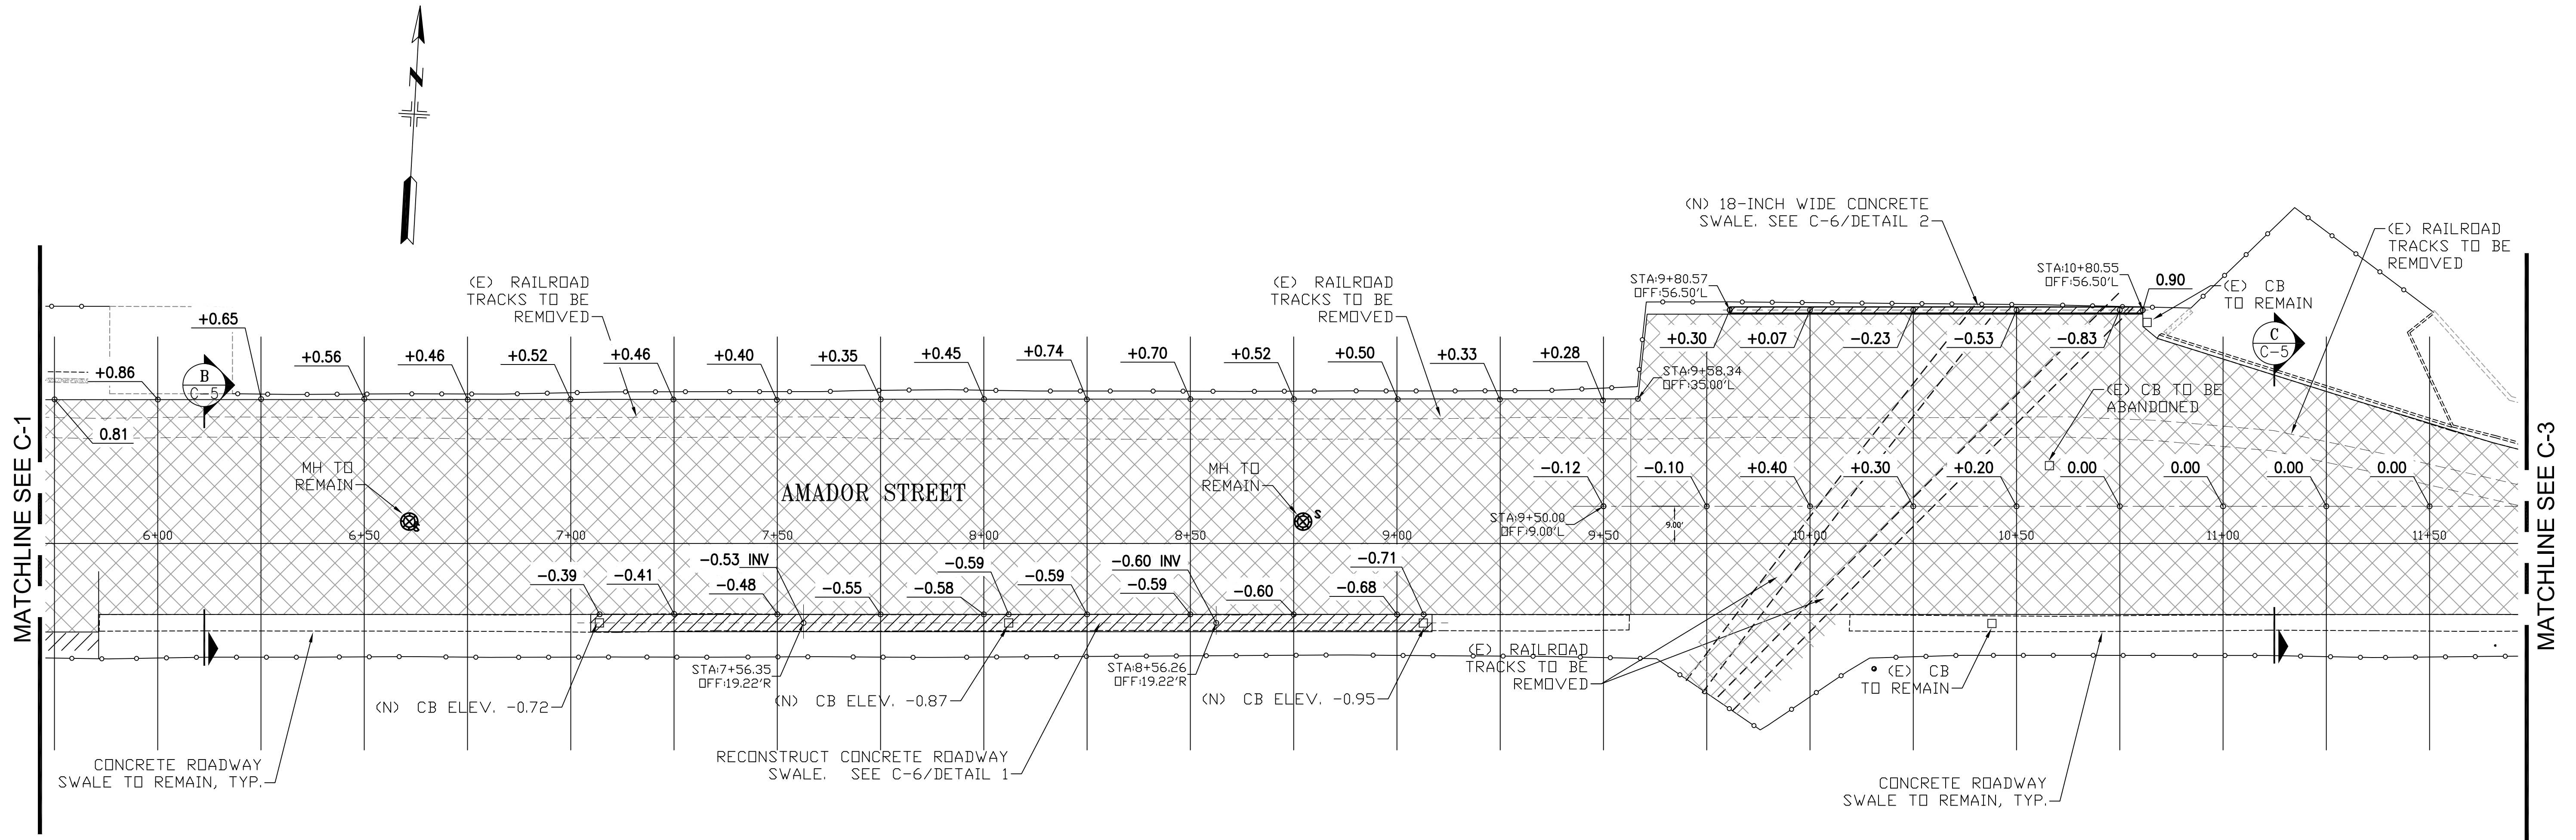 N
(N) 18-INCH WIDE CONCRETE
SWALE. SEE C-6/DETAIL 2
(E) RAILROAD
TRACKS TO BE
REMOVED
(E) RAILROAD
TRACKS TO BE
REMOVED
(E) RAILROAD
TRACKS TO BE
REMOVED
STA:9+80.57
OFF:56.50'L
STA:10+80.55
OFF:56.50'L
0.90
(E) CB
TO REMAIN
+0.86
+0.65
+0.56
+0.46
+0.52
+0.46
+0.40
+0.35
+0.45
+0.74
+0.70
+0.52
+0.50
+0.33
+0.28
+0.30
+0.07
-0.23
-0.53
-0.83
B
C-5
C
C-5
STA:9+58.34
OFF:35.00'L
0.81
(E) CB TO BE
ABANDONED
MATCHLINE SEE C-1
MATCHLINE SEE C-3
MH TO
REMAIN
S
AMADOR STREET
MH TO
REMAIN
S
-0.12
-0.10
+0.40
+0.30
+0.20
0.00
0.00
0.00
0.00
STA:9+50.00
OFF:9.00'L
9.00'
6+00
6+50
7+00
7+50
8+00
8+50
9+00
9+50
10+00
10+50
11+00
11+50
-0.39
-0.41
-0.53 INV
-0.48
-0.55
-0.58
-0.59
-0.59
-0.60 INV
-0.59
-0.60
-0.68
-0.71
STA:7+56.35
OFF:19.22'R
STA:8+56.26
OFF:19.22'R
(E) RAILROAD
TRACKS TO BE
REMOVED
(E) CB
TO REMAIN
(N) CB ELEV. -0.72
(N) CB ELEV. -0.87
(N) CB ELEV. -0.95
CONCRETE ROADWAY
SWALE TO REMAIN, TYP.
RECONSTRUCT CONCRETE ROADWAY
SWALE. SEE C-6/DETAIL 1
CONCRETE ROADWAY
SWALE TO REMAIN, TYP.